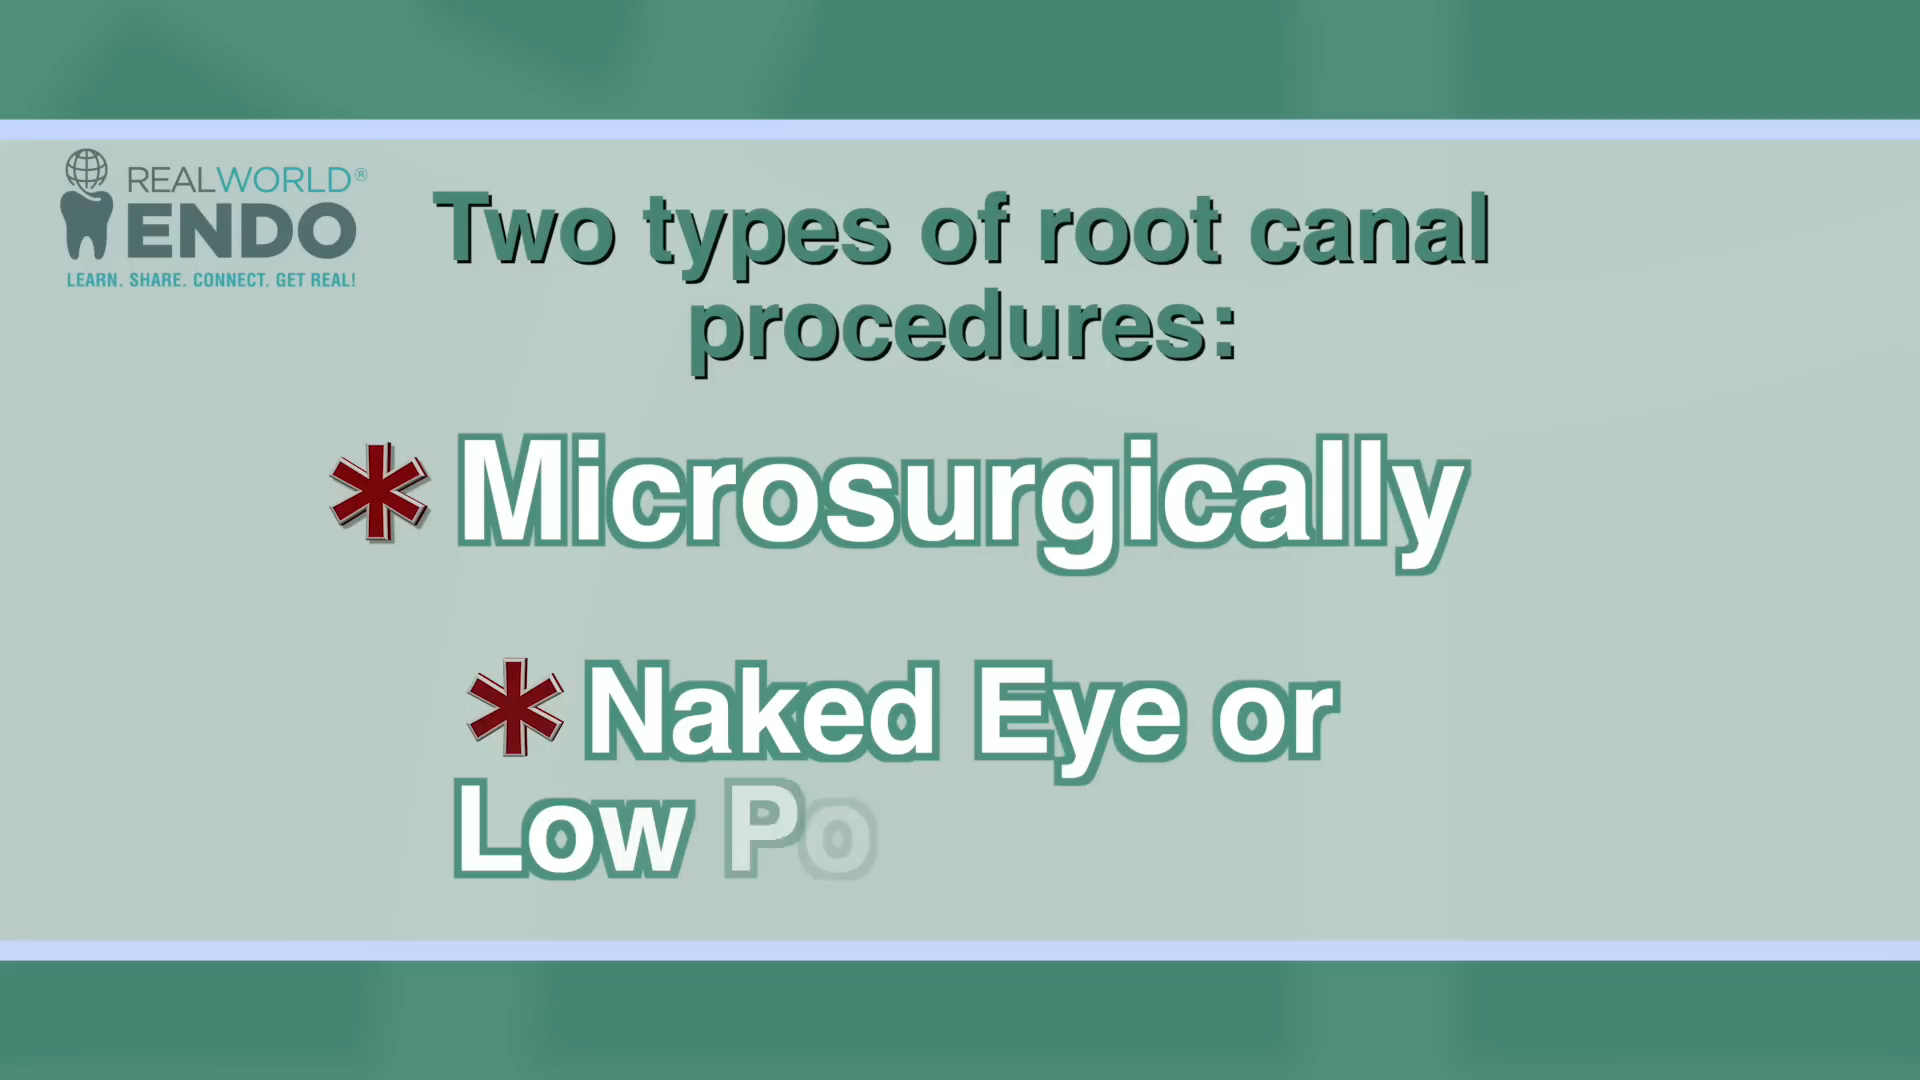 REALWORLD®
ENDO
LEARN. SHARE. CONNECT. GET REAL!
Two types of root canal
procedures:
* Microsurgically
* Naked Eye or
Low Po